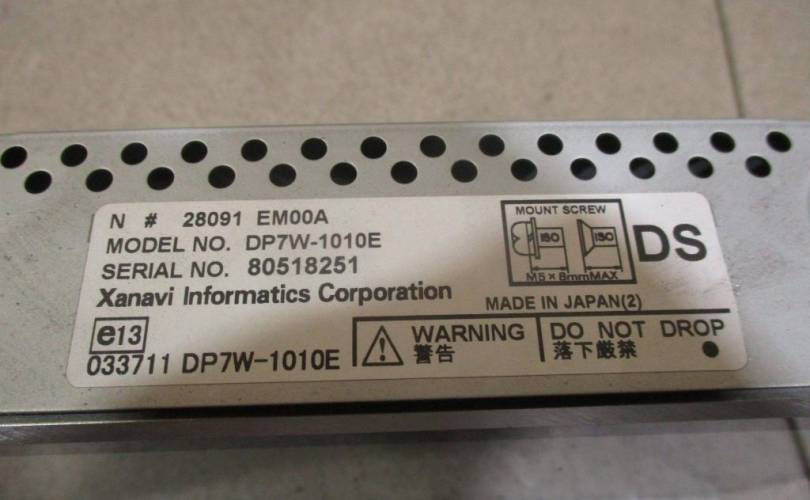 N # 28091 EM00A
MODEL NO. DP7W-1010E
SERIAL NO. 80518251
Xanavi Informatics Corporation
MOUNT SCREW
ISO ISO
M5×8mmMAX
DS
MADE IN JAPAN(2)
e13
033711 DP7W-1010E
WARNING
警告
DO NOT DROP
落下厳禁